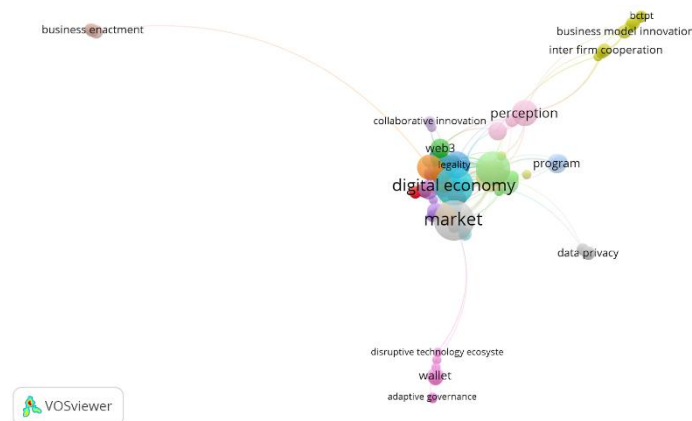 bctpt
business enactment
business model innovation
inter firm cooperation
perception
collaborative innovation
web3
legality
program
digital economy
market
data privacy
disruptive technology ecosyste
wallet
adaptive governance
VOSviewer